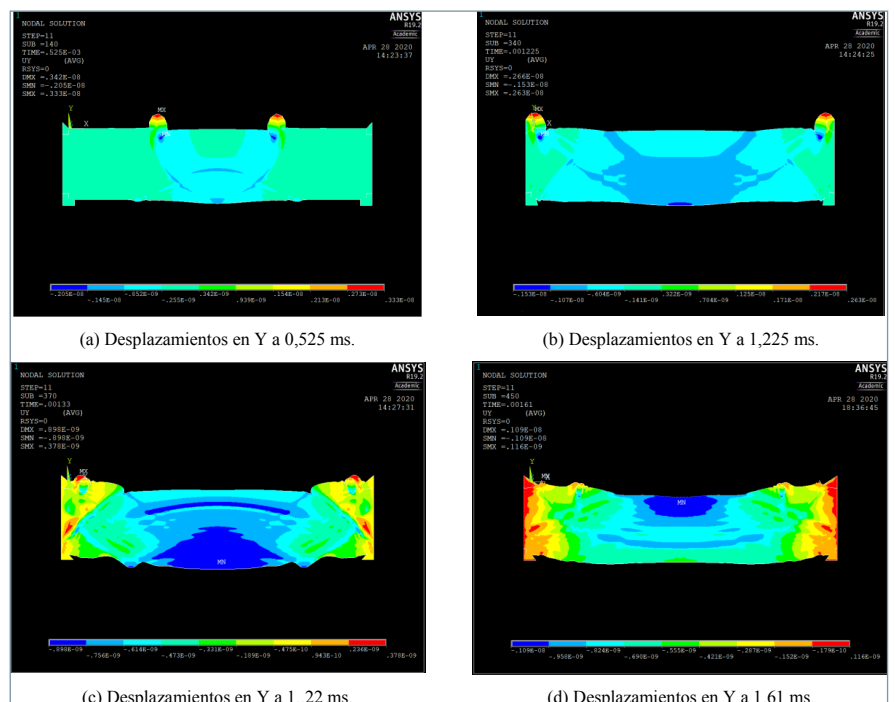 1
NODAL SOLUTION
STEP=11
SUB =140
TIME=.525E-03
UY (AVG)
RSYS=0
DMX =.342E-08
SMN =-.205E-08
SMX =.333E-08
ANSYS
R19.2
Academic
APR 28 2020
14:23:37
Y
MX
X
-.205E-08 -.852E-09 .342E-09 .154E-08 .273E-08
-.145E-08 -.255E-09 .939E-09 .213E-08 .333E-08
(a) Desplazamientos en Y a 0,525 ms.
1
NODAL SOLUTION
STEP=11
SUB =340
TIME=.001225
UY (AVG)
RSYS=0
DMX =.266E-08
SMN =-.153E-08
SMX =.263E-08
ANSYS
R19.2
Academic
APR 28 2020
14:24:25
Y
MX
-.153E-08 -.604E-09 .322E-09 .125E-08 .217E-08
-.107E-08 -.141E-09 .704E-09 .171E-08 .263E-08
(b) Desplazamientos en Y a 1,225 ms.
1
NODAL SOLUTION
STEP=11
SUB =370
TIME=.00133
UY (AVG)
RSYS=0
DMX =.898E-09
SMN =-.898E-09
SMX =.378E-09
ANSYS
R19.2
Academic
APR 28 2020
14:27:31
Y
MX
MN
-.898E-09 -.614E-09 -.331E-09 -.475E-10 .236E-09
-.756E-09 -.473E-09 -.189E-09 .943E-10 .378E-09
(c) Desplazamientos en Y a 1, 22 ms
1
NODAL SOLUTION
STEP=11
SUB =450
TIME=.00161
UY (AVG)
RSYS=0
DMX =.109E-08
SMN =-.109E-08
SMX =.116E-09
ANSYS
R19.2
Academic
APR 28 2020
18:36:45
Y
MX
MN
-.109E-08 -.824E-09 -.555E-09 -.286E-09 -.179E-10
-.958E-09 -.690E-09 -.421E-09 -.152E-09 .116E-09
(d) Desplazamientos en Y a 1,61 ms